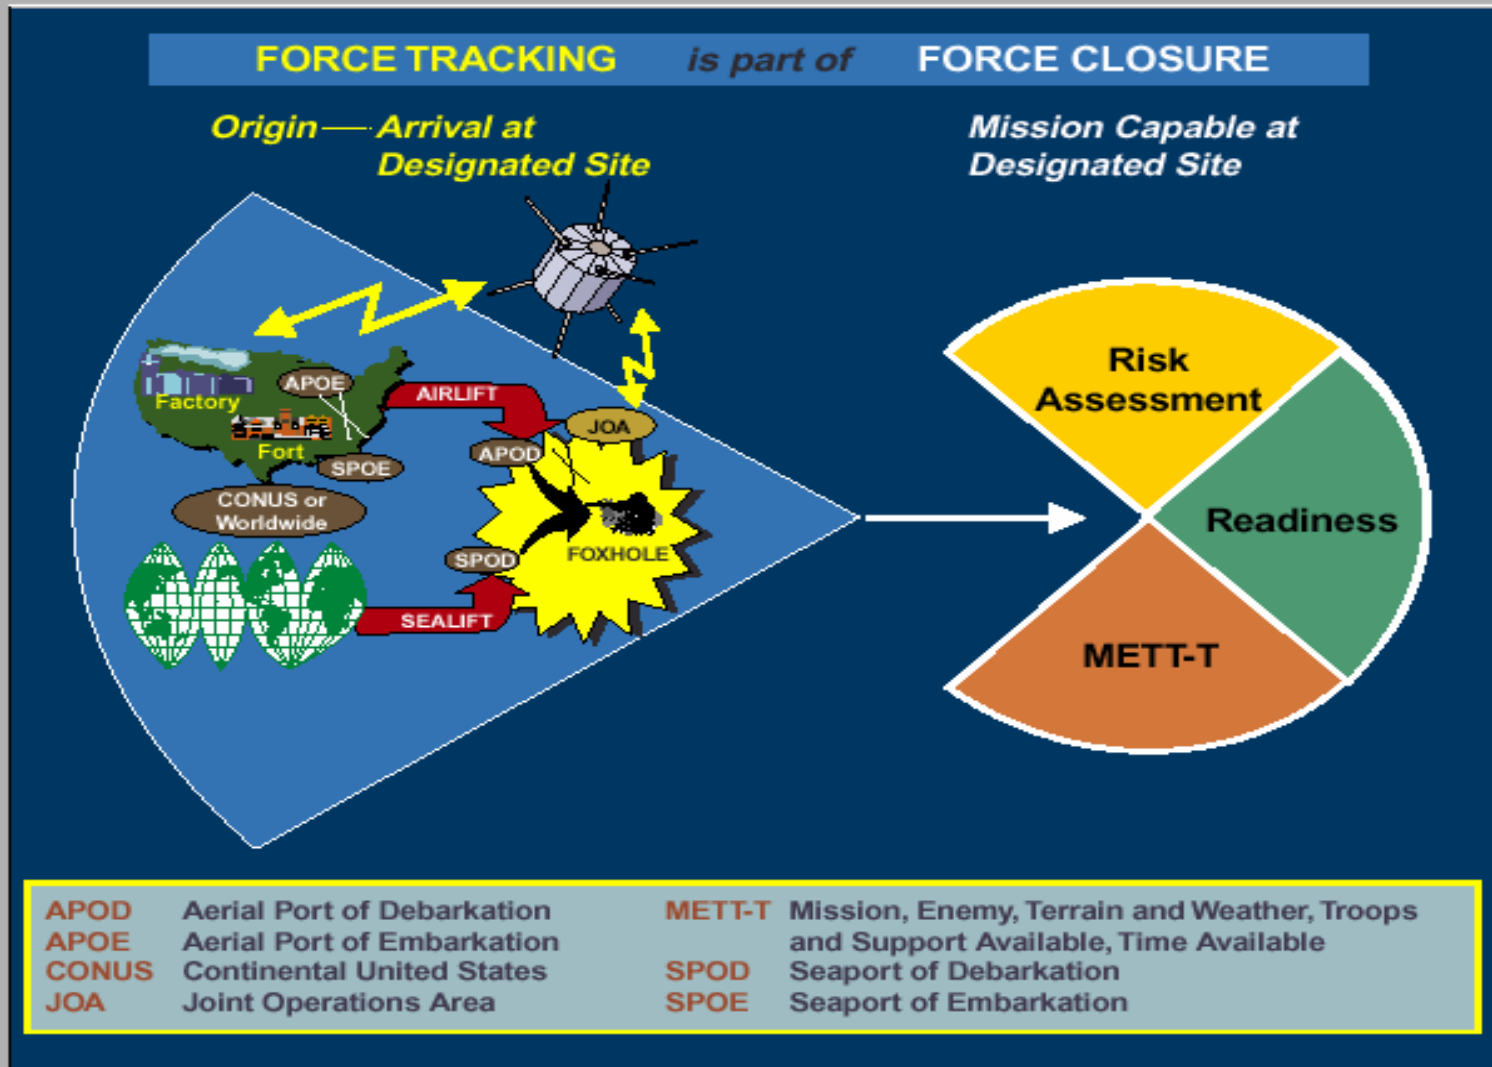 FORCE TRACKING is part of FORCE CLOSURE
Origin — Arrival at
Designated Site
Mission Capable at
Designated Site
Factory
APOE
Fort
SPOE
CONUS or
Worldwide
AIRLIFT
JOA
APOD
FOXHOLE
SPOD
SEALIFT
Risk
Assessment
Readiness
METT-T
APOD Aerial Port of Debarkation
APOE Aerial Port of Embarkation
CONUS Continental United States
JOA Joint Operations Area
METT-T Mission, Enemy, Terrain and Weather, Troops
and Support Available, Time Available
SPOD Seaport of Debarkation
SPOE Seaport of Embarkation